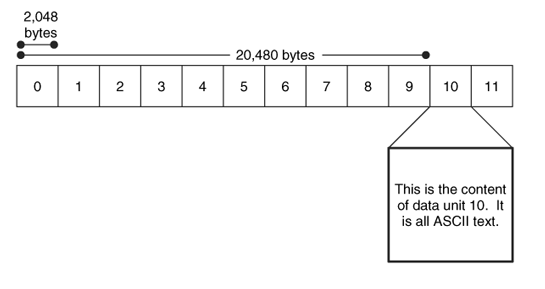 2,048
bytes
20,480 bytes
0 1 2 3 4 5 6 7 8 9 10 11
This is the content
of data unit 10.  It
is all ASCII text.